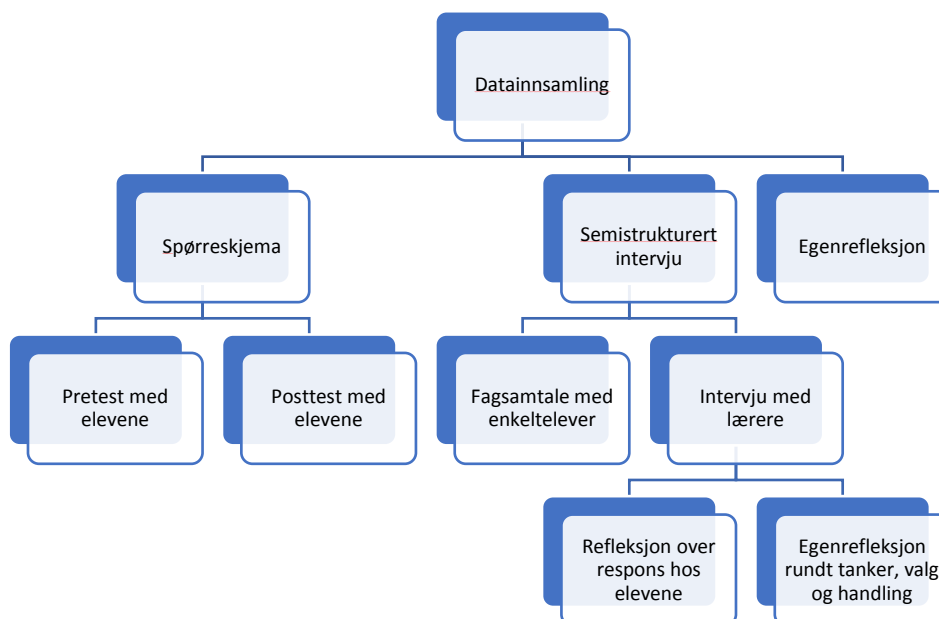 Datainnsamling
Spørreskjema
Semistrukturert
intervju
Egenrefleksjon
Pretest med
elevene
Posttest med
elevene
Fagsamtale med
enkeltelever
Intervju med
lærere
Refleksjon over
respons hos
elevene
Egenrefleksjon
rundt tanker, valg
og handling